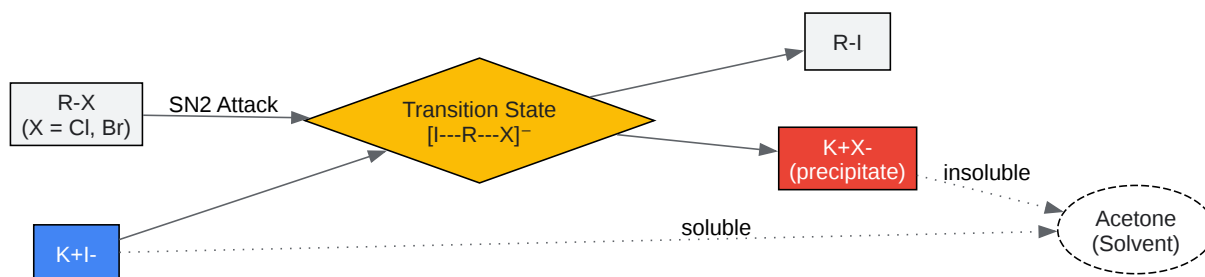 R-X
(X = Cl, Br)
SN2 Attack
Transition State
[I---R---X]⁻
R-I
K+X-
(precipitate)
insoluble
Acetone
(Solvent)
soluble
K+I-